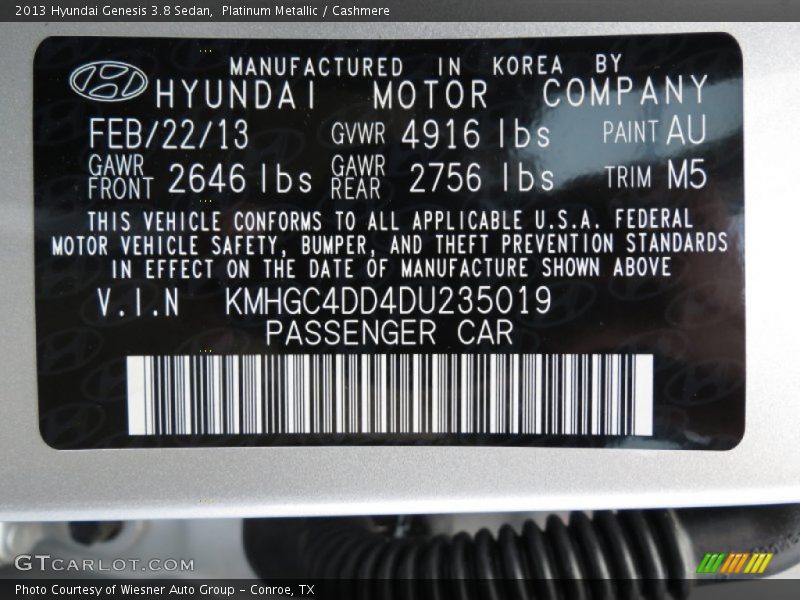 2013 Hyundai Genesis 3.8 Sedan,  Platinum Metallic / Cashmere
MANUFACTURED IN KOREA BY
HYUNDAI MOTOR COMPANY
FEB/22/13 GVWR 4916 lbs PAINT AU
GAWR FRONT 2646 lbs GAWR REAR 2756 lbs TRIM M5
THIS VEHICLE CONFORMS TO ALL APPLICABLE U.S.A. FEDERAL
MOTOR VEHICLE SAFETY, BUMPER, AND THEFT PREVENTION STANDARDS
IN EFFECT ON THE DATE OF MANUFACTURE SHOWN ABOVE
V.I.N KMHGC4DD4DU235019
PASSENGER CAR
GTCARLOT.COM
Photo Courtesy of Wiesner Auto Group - Conroe, TX